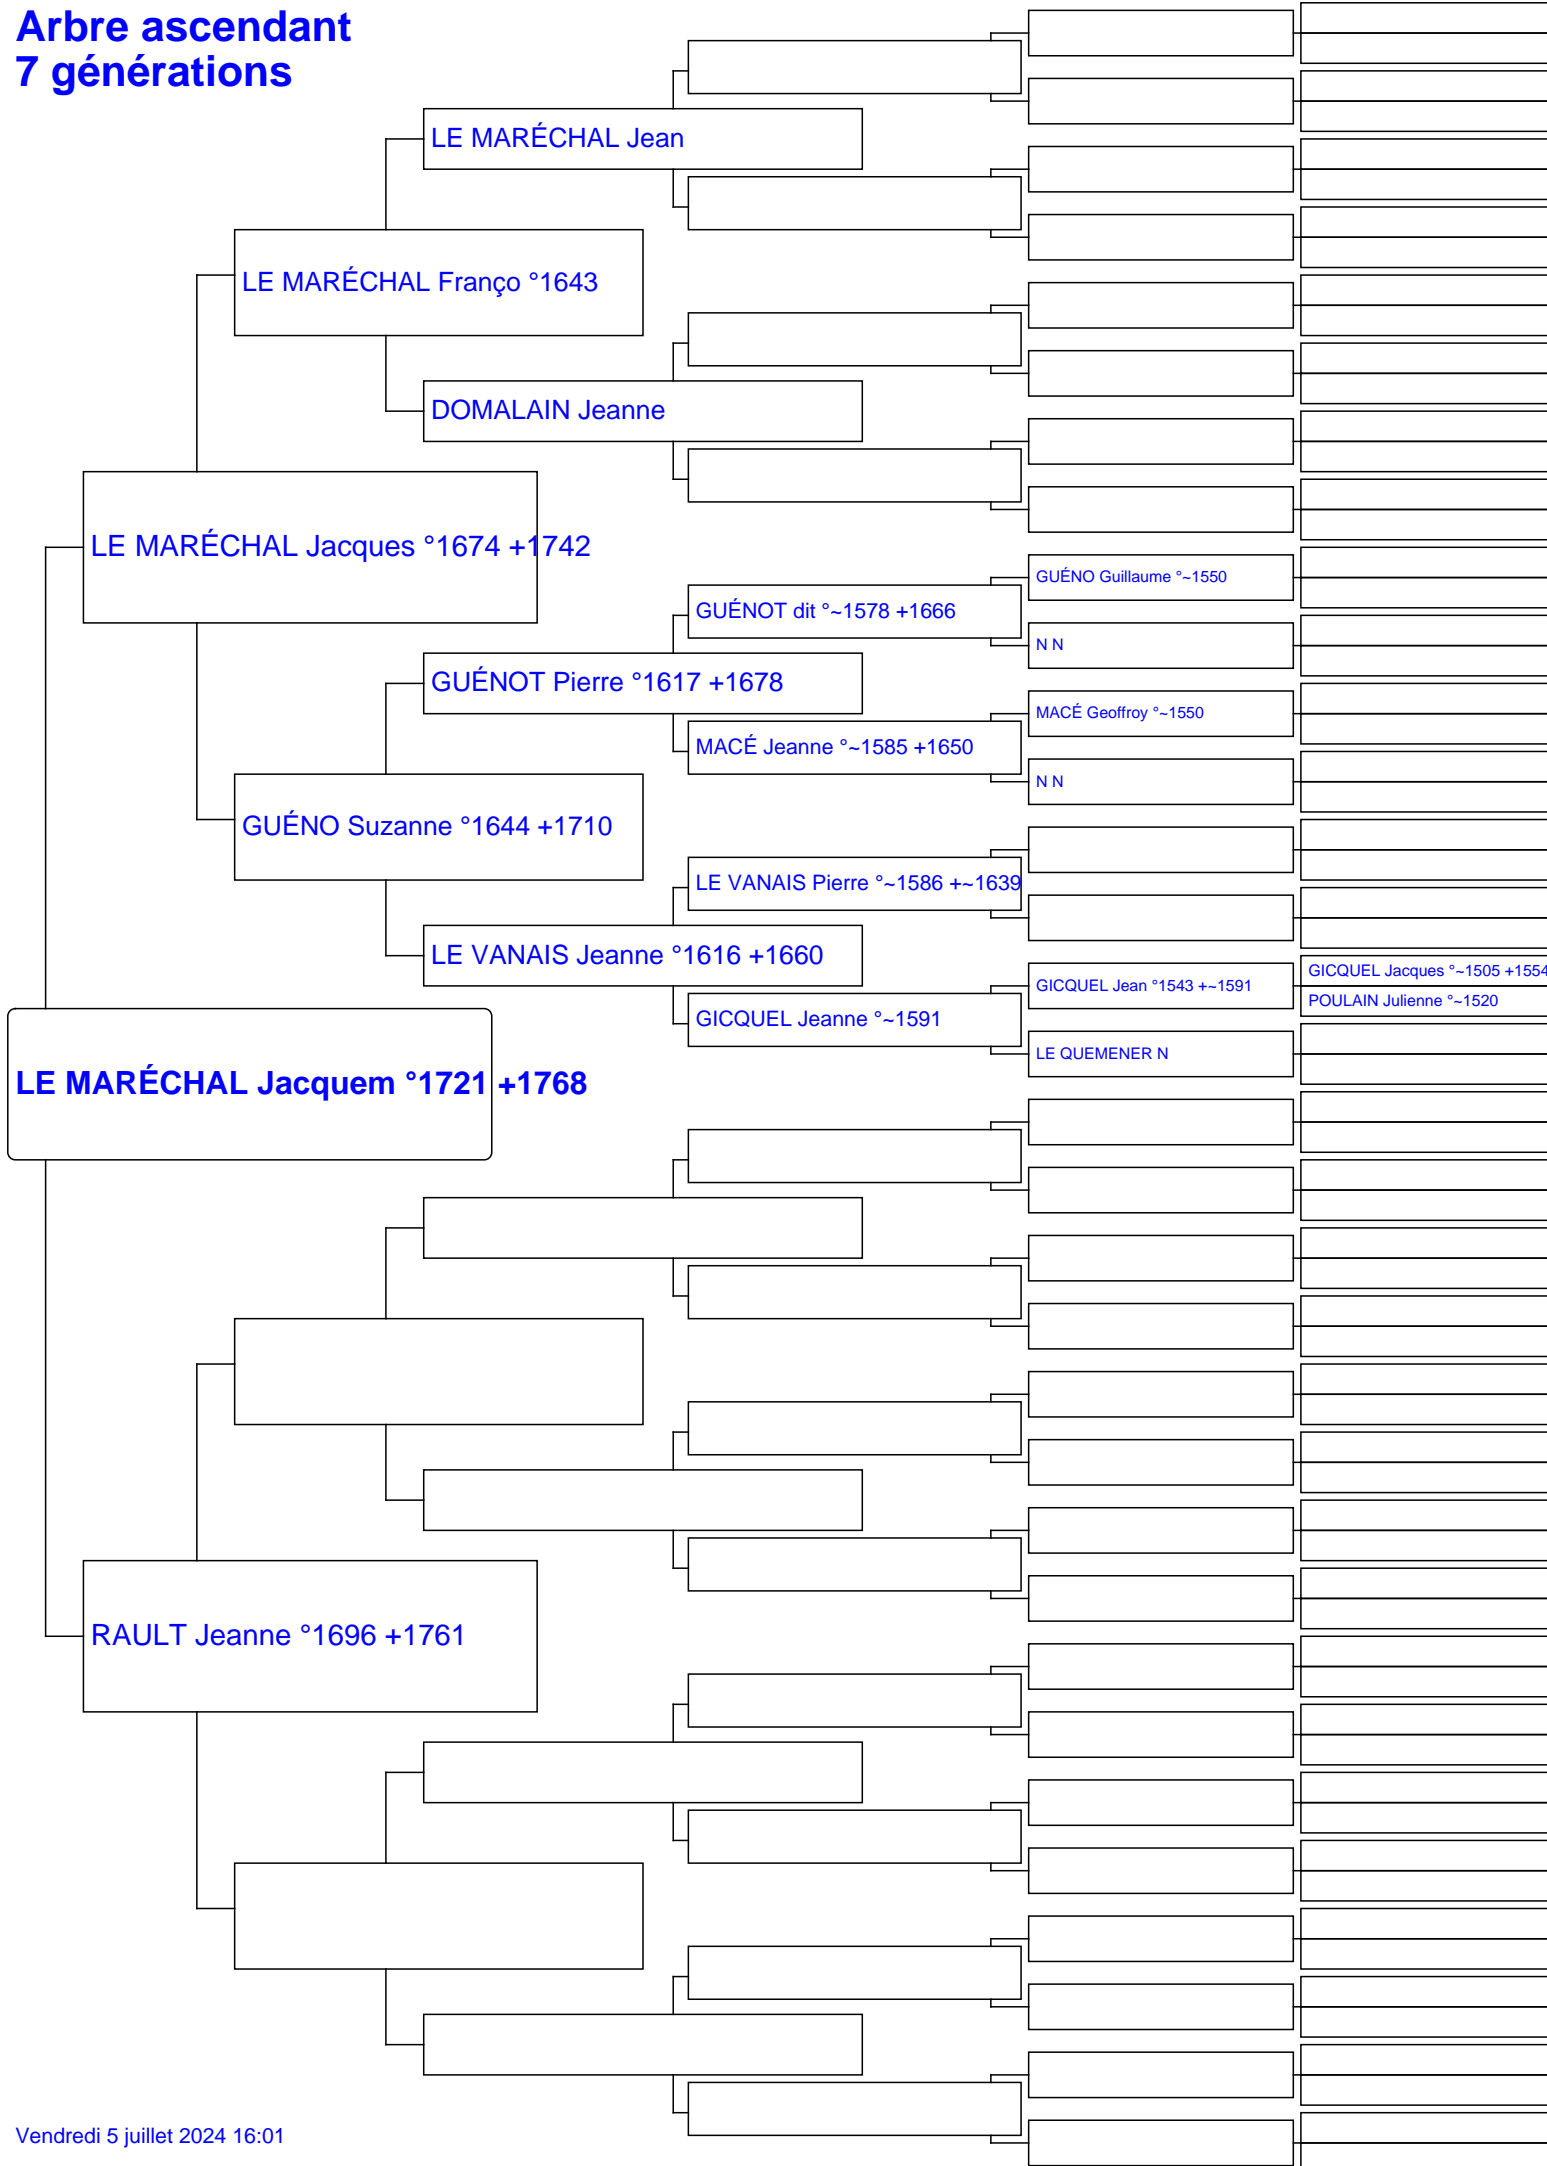 Arbre ascendant
7 générations
LE MARÉCHAL Jean
LE MARÉCHAL Franço °1643
DOMALAIN Jeanne
LE MARÉCHAL Jacques °1674 +1742
GUÉNO Guillaume °~1550
GUÉNOT dit °~1578 +1666
N N
GUÉNOT Pierre °1617 +1678
MACÉ Geoffroy °~1550
MACÉ Jeanne °~1585 +1650
N N
GUÉNO Suzanne °1644 +1710
LE VANAIS Pierre °~1586 +~1639
LE VANAIS Jeanne °1616 +1660
GICQUEL Jacques °~1505 +1554
GICQUEL Jean °1543 +~1591
POULAIN Julienne °~1520
GICQUEL Jeanne °~1591
LE QUEMENER N
LE MARÉCHAL Jacquem °1721 +1768
RAULT Jeanne °1696 +1761
Vendredi 5 juillet 2024 16:01